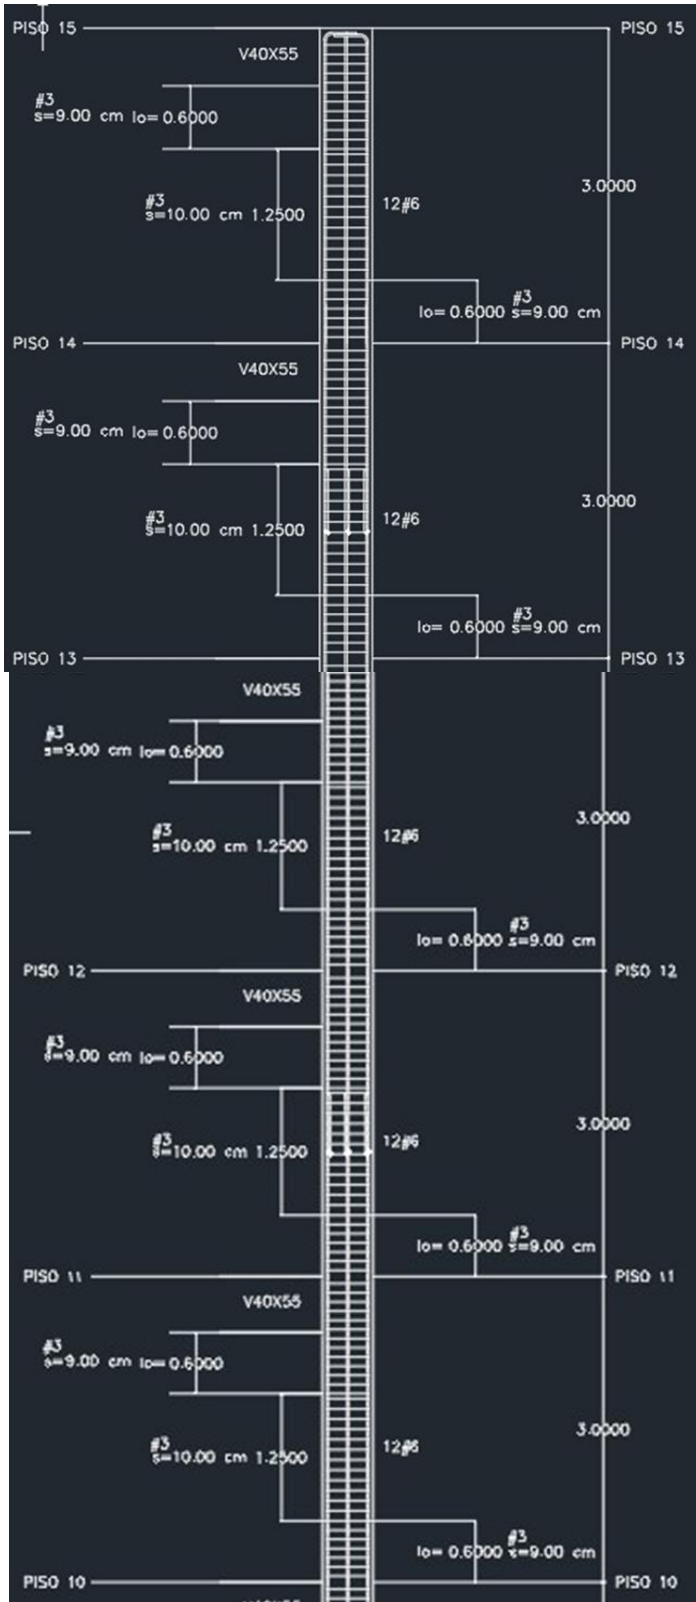 PISO 15
PISO 15
V40X55
#3
s=9.00 cm lo= 0.6000
3.0000
#3
s=10.00 cm 1.2500
12#6
#3
lo= 0.6000 s=9.00 cm
PISO 14
PISO 14
V40X55
#3
s=9.00 cm lo= 0.6000
3.0000
#3
s=10.00 cm 1.2500
12#6
#3
lo= 0.6000 s=9.00 cm
PISO 13
PISO 13
V40X55
#3
s=9.00 cm lo= 0.6000
3.0000
#3
s=10.00 cm 1.2500
12#6
#3
lo= 0.6000 s=9.00 cm
PISO 12
PISO 12
V40X55
#3
s=9.00 cm lo= 0.6000
3.0000
#3
s=10.00 cm 1.2500
12#6
#3
lo= 0.6000 s=9.00 cm
PISO 11
PISO 11
V40X55
#3
s=9.00 cm lo= 0.6000
3.0000
#3
s=10.00 cm 1.2500
12#6
#3
lo= 0.6000 s=9.00 cm
PISO 10
PISO 10